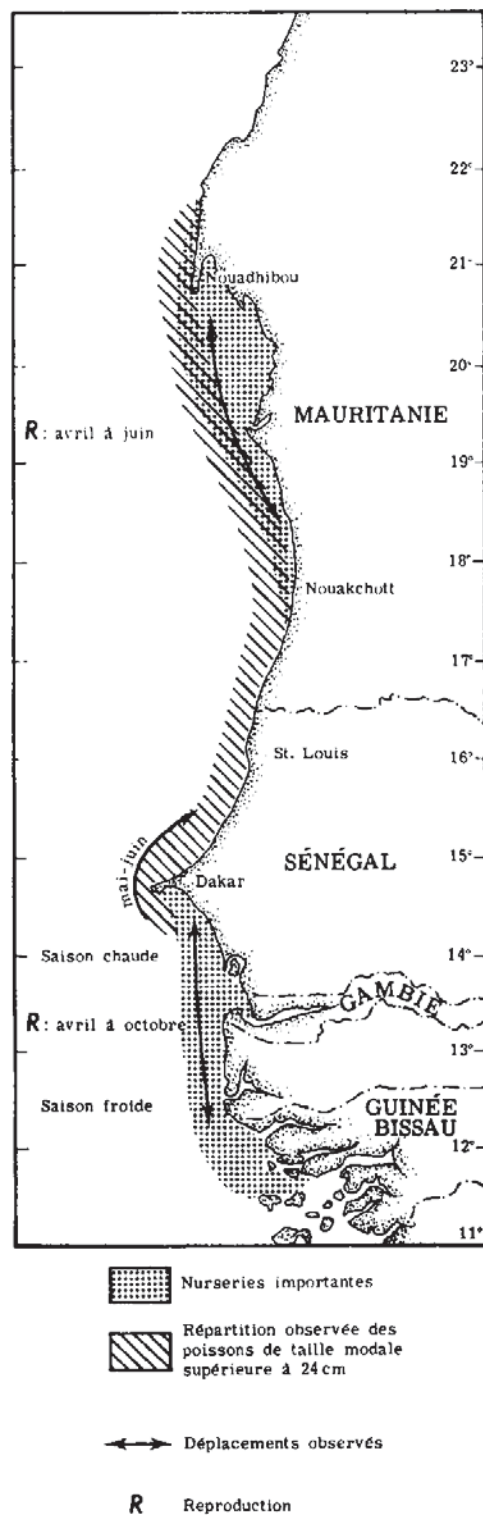 23°
22°
21°
Nouadhibou
20°
MAURITANIE
R : avril à juin
19°
18°
Nouakchott
17°
16°
St. Louis
mai-juin
15°
SÉNÉGAL
Dakar
14°
Saison chaude
GAMBIE
R : avril à octobre
13°
Saison froide
GUINÉE
BISSAU
12°
11°
Nurseries importantes
Répartition observée des
poissons de taille modale
supérieure à 24 cm
Déplacements observés
R Reproduction